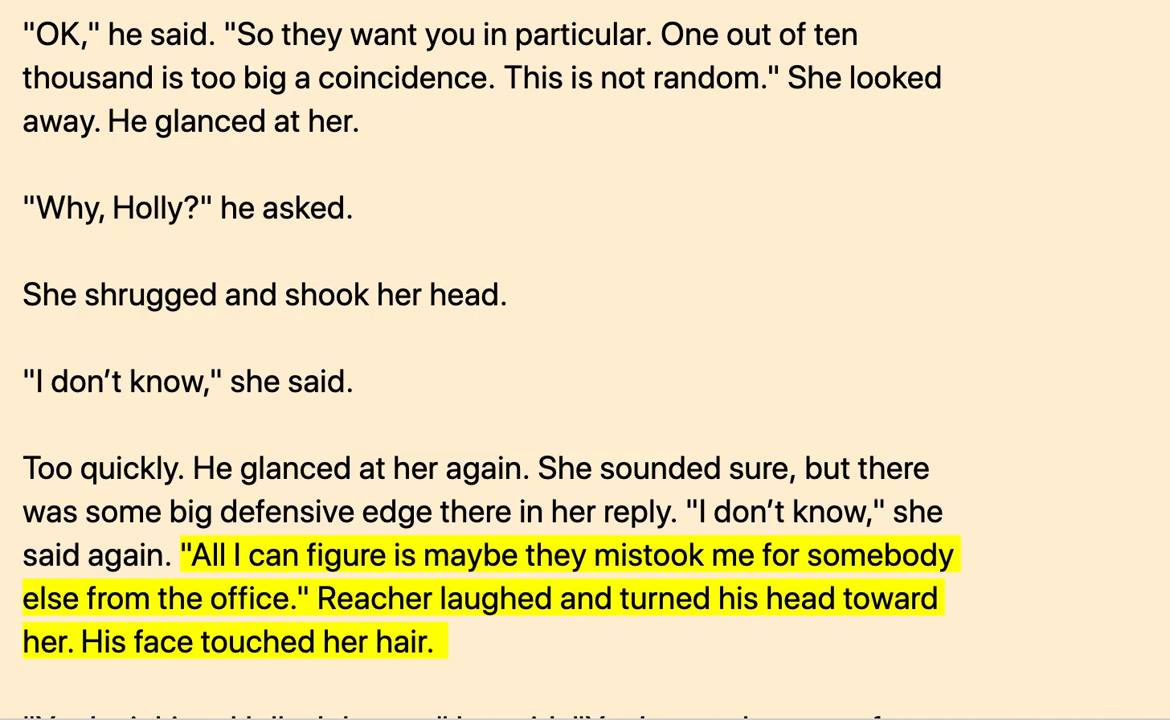 "OK," he said. "So they want you in particular. One out of ten
thousand is too big a coincidence. This is not random." She looked
away. He glanced at her.
"Why, Holly?" he asked.
She shrugged and shook her head.
"I don’t know," she said.
Too quickly. He glanced at her again. She sounded sure, but there
was some big defensive edge there in her reply. "I don’t know," she
said again. "All I can figure is maybe they mistook me for somebody
else from the office." Reacher laughed and turned his head toward
her. His face touched her hair.